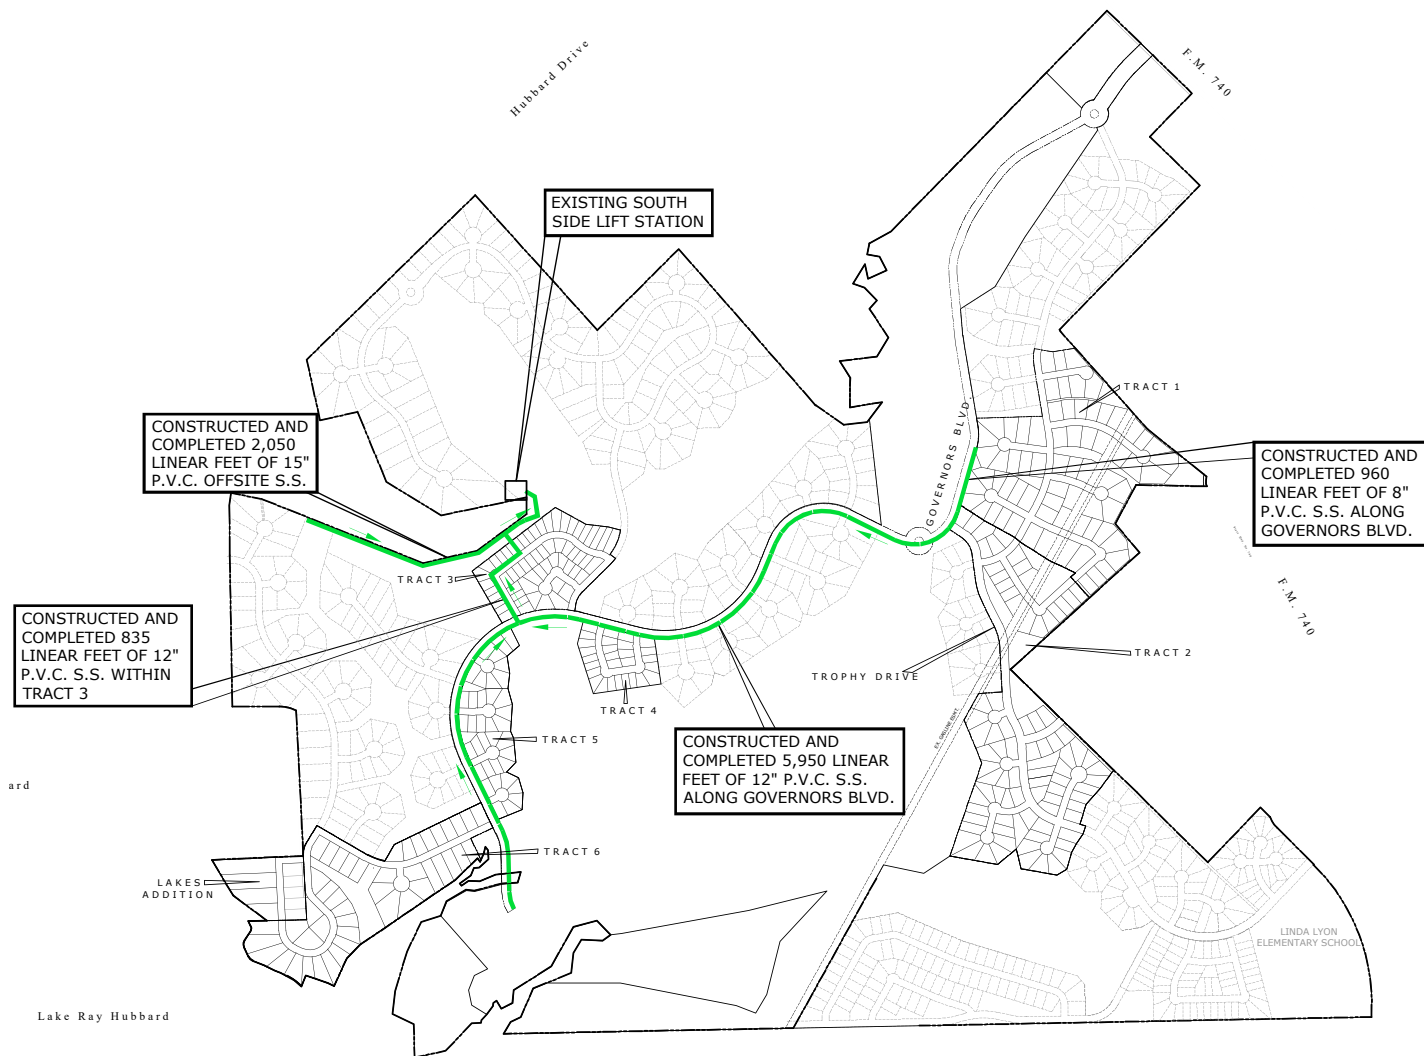 Hubbard Drive
F.M. 740
EXISTING SOUTH
SIDE LIFT STATION
TRACT 1
GOVERNORS BLVD.
CONSTRUCTED AND
COMPLETED 2,050
LINEAR FEET OF 15"
P.V.C. OFFSITE S.S.
CONSTRUCTED AND
COMPLETED 960
LINEAR FEET OF 8"
P.V.C. S.S. ALONG
GOVERNORS BLVD.
TRACT 3
F.M. 740
CONSTRUCTED AND
COMPLETED 835
LINEAR FEET OF 12"
P.V.C. S.S. WITHIN
TRACT 3
TRACT 2
TROPHY DRIVE
TRACT 4
TRACT 5
CONSTRUCTED AND
COMPLETED 5,950 LINEAR
FEET OF 12" P.V.C. S.S.
ALONG GOVERNORS BLVD.
ard
TRACT 6
LAKES
ADDITION
LINDA LYON
ELEMENTARY SCHOOL
Lake Ray Hubbard